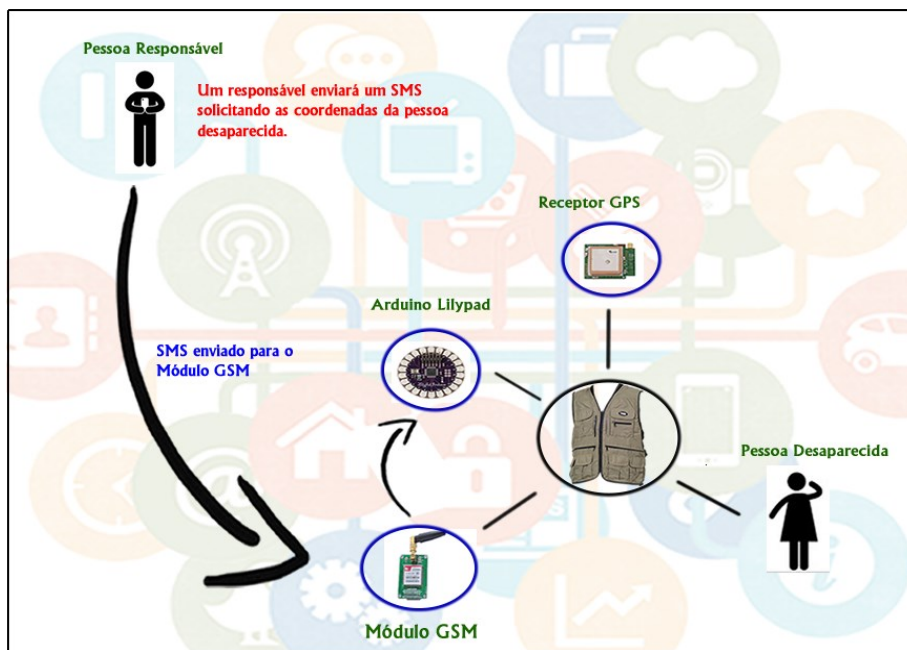 Pessoa Responsável
Um responsável enviará um SMS
solicitando as coordenadas da pessoa
desaparecida.
Receptor GPS
Arduino Lilypad
SMS enviado para o
Módulo GSM
Pessoa Desaparecida
Módulo GSM